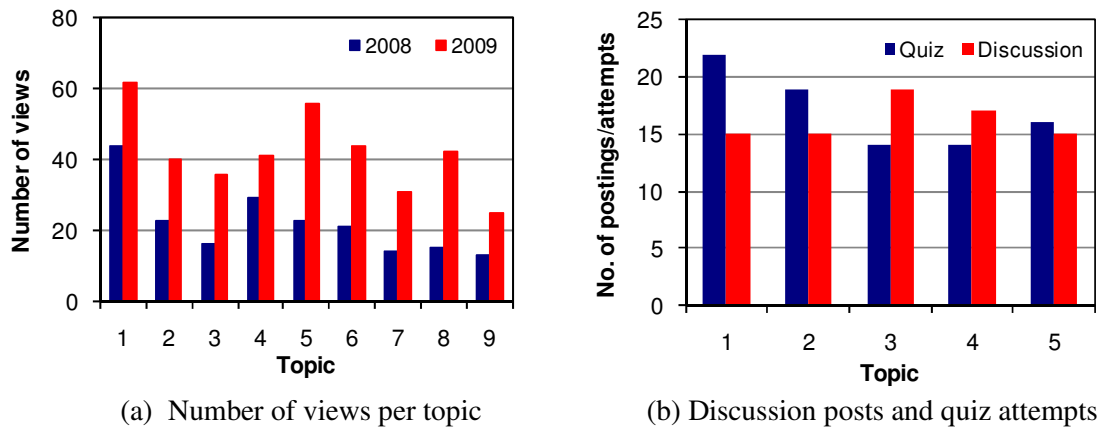 80
60
40
20
0
Number of views
2008 2009
1 2 3 4 5 6 7 8 9
Topic
(a) Number of views per topic
25
20
15
10
5
0
No. of postings/attempts
Quiz Discussion
1 2 3 4 5
Topic
(b) Discussion posts and quiz attempts